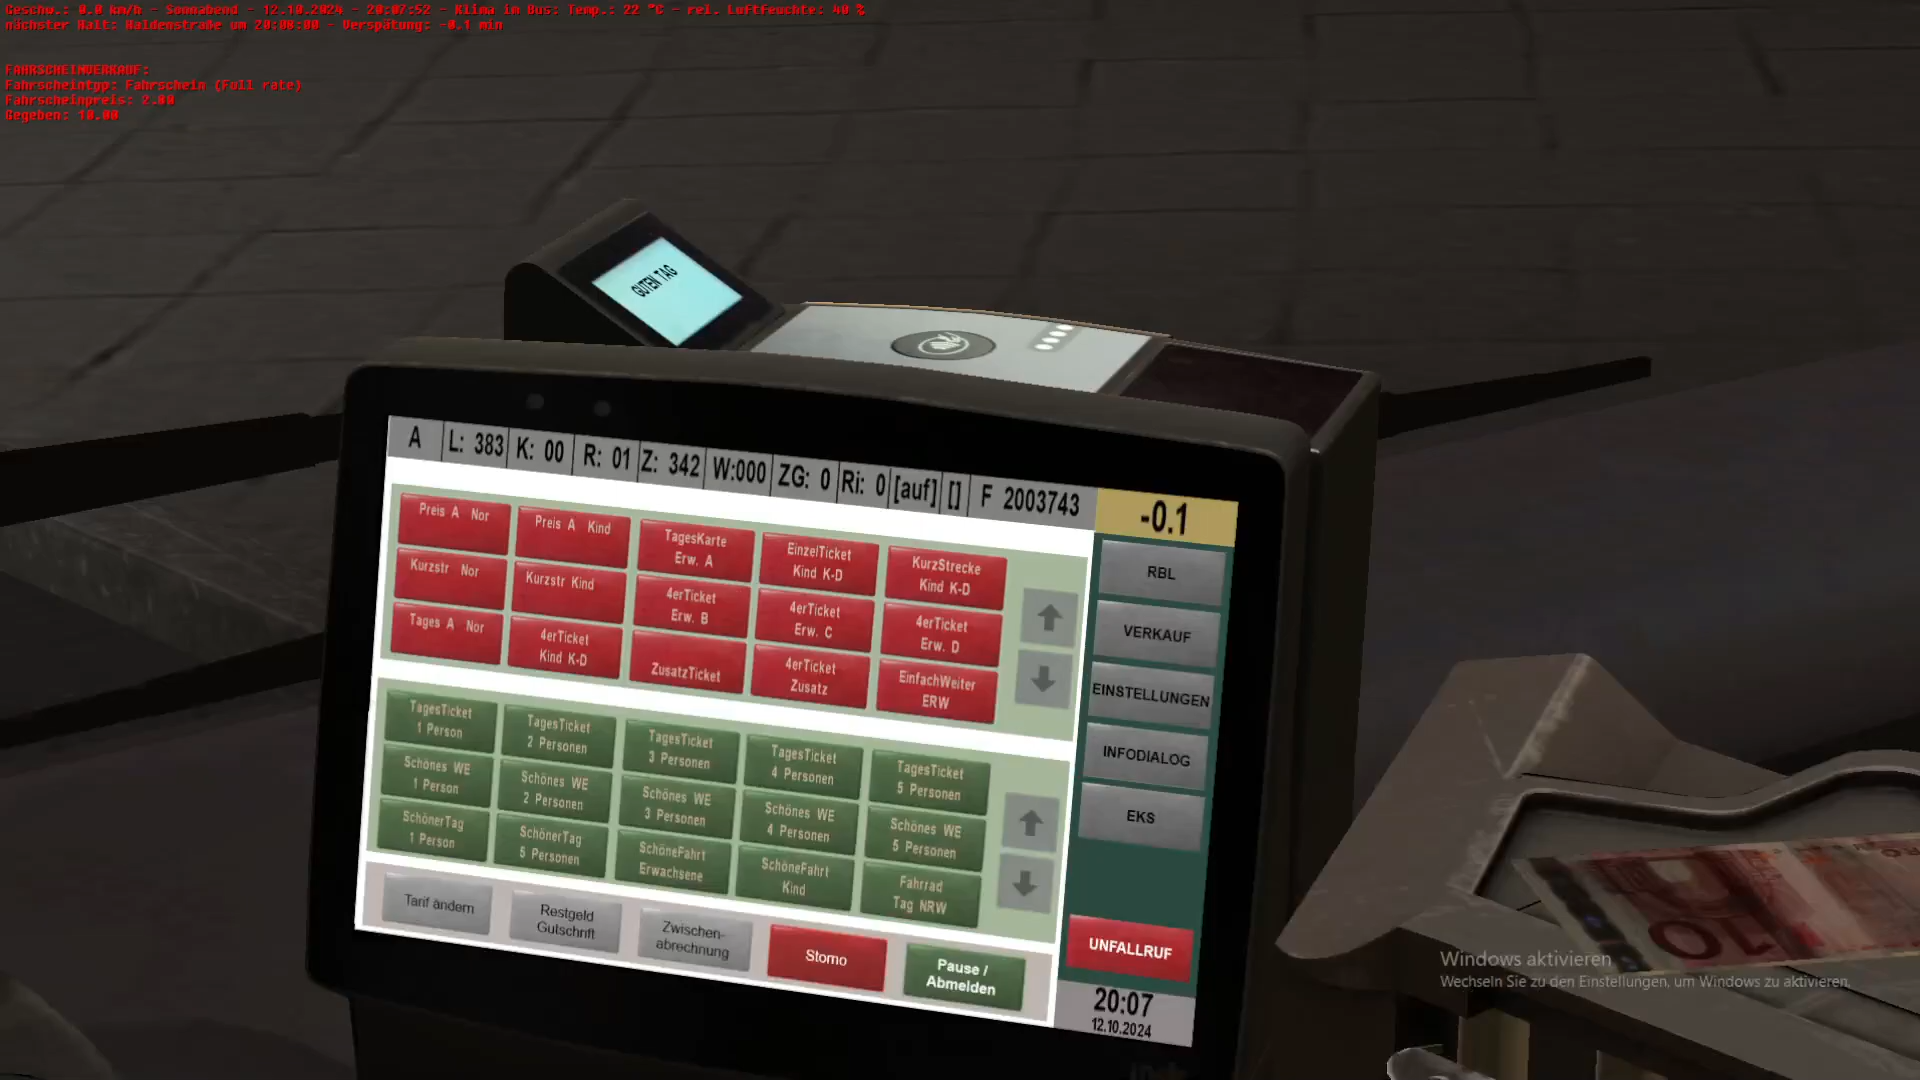 Geschw.: 0.0 km/h - Sonnabend - 12.10.2024 - 20:07:52 - Klima im Bus: Temp.: 22 °C - rel. Luftfeuchte: 40 %
nächster Halt: Waldenstraße um 20:08:00 - Verspätung: -0.1 min
FAHRSCHEINVERKAUF:
Fahrscheintyp: Fahrschein (Full rate)
Fahrscheinpreis: 2.00
Gegeben: 10.00
GUTEN TAG
A L: 383 K: 00 R: 01 Z: 342 W:000 ZG: 0 Ri: 0 [auf] [] F 2003743
-0.1
Preis A Nor
Preis A Kind
TagesKarte
Erw. A
EinzelTicket
Kind K-D
KurzStrecke
Kind K-D
Kurzstr Nor
Kurzstr Kind
4erTicket
Erw. B
4erTicket
Erw. C
4erTicket
Erw. D
Tages A Nor
4erTicket
Kind K-D
ZusatzTicket
4erTicket
Zusatz
EinfachWeiter
ERW
TagesTicket
1 Person
TagesTicket
2 Personen
TagesTicket
3 Personen
TagesTicket
4 Personen
TagesTicket
5 Personen
Schönes WE
1 Person
Schönes WE
2 Personen
Schönes WE
3 Personen
Schönes WE
4 Personen
Schönes WE
5 Personen
SchönerTag
1 Person
SchönerTag
5 Personen
SchöneFahrt
Erwachsene
SchöneFahrt
Kind
Fahrrad
Tag NRW
Tarif ändern
Restgeld
Gutschrift
Zwischen-
abrechnung
Storno
Pause /
Abmelden
RBL
VERKAUF
EINSTELLUNGEN
INFODIALOG
EKS
UNFALLRUF
20:07
12.10.2024
10
Windows aktivieren
Wechseln Sie zu den Einstellungen, um Windows zu aktivieren.